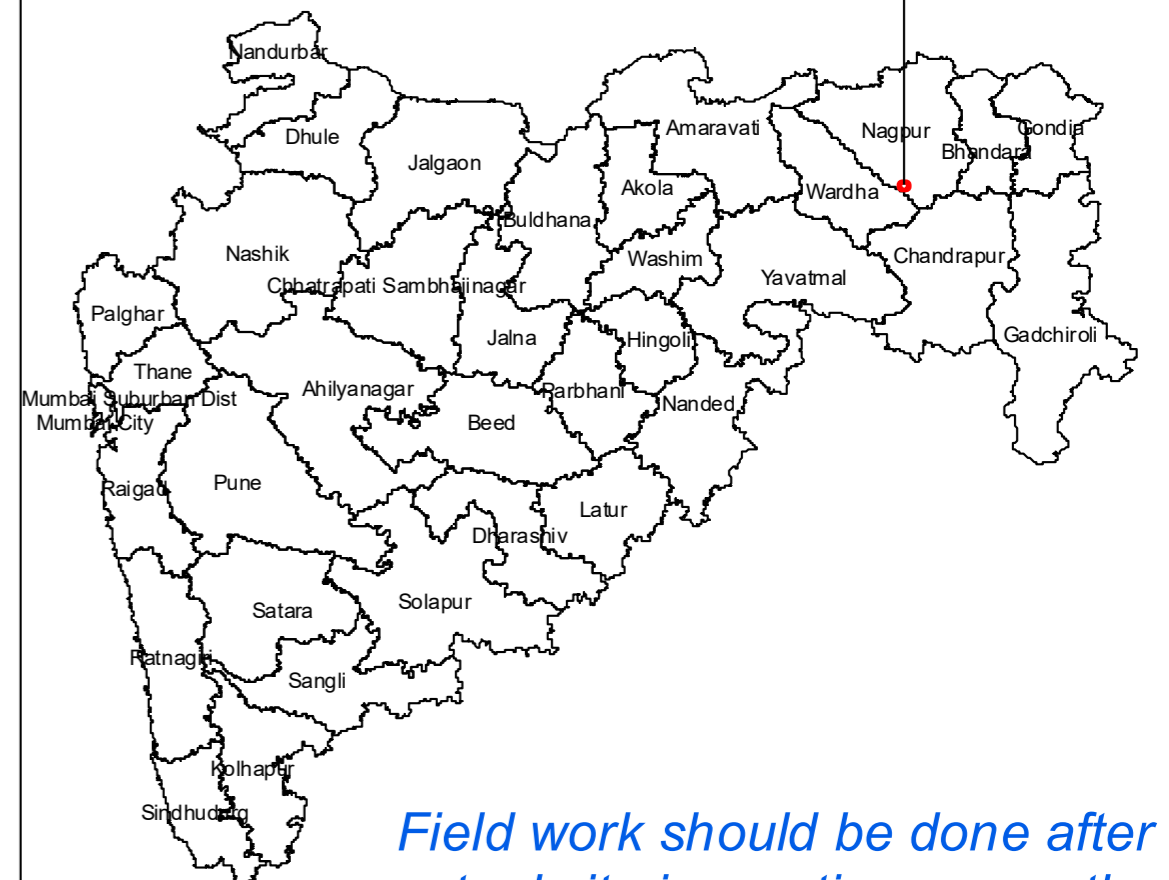 Nandurbar
Dhule
Jalgaon
Amaravati
Nagpur
Gondia
Bhandara
Akola
Wardha
Buldhana
Nashik
Washim
Chandrapur
Yavatmal
Chhatrapati Sambhajinagar
Palghar
Jalna
Hingoli
Gadchiroli
Thane
Ahilyanagar
Parbhani
Mumbai Suburban Dist
Nanded
Mumbai City
Beed
Pune
Raigad
Latur
Dharashiv
Solapur
Satara
Ratnagiri
Sangli
Kolhapur
Sindhudurg
Field work should be done after